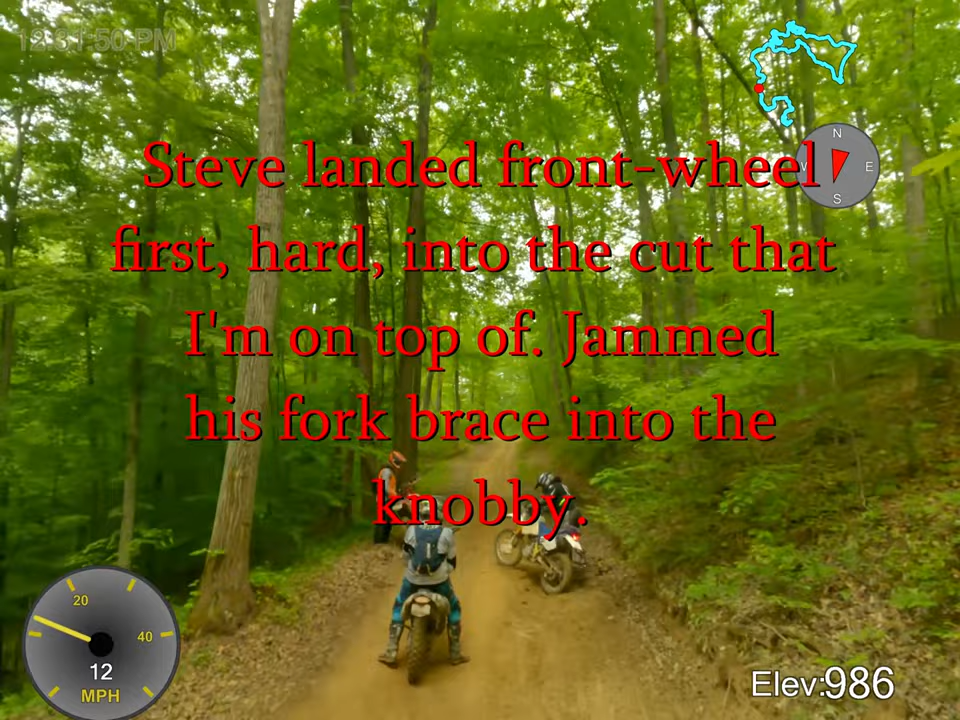 12:31:50 PM
N
W E
S
Steve landed front-wheel
first, hard, into the cut that
I'm on top of. Jammed
his fork brace into the
knobby.
20
40
12
MPH
Elev:986